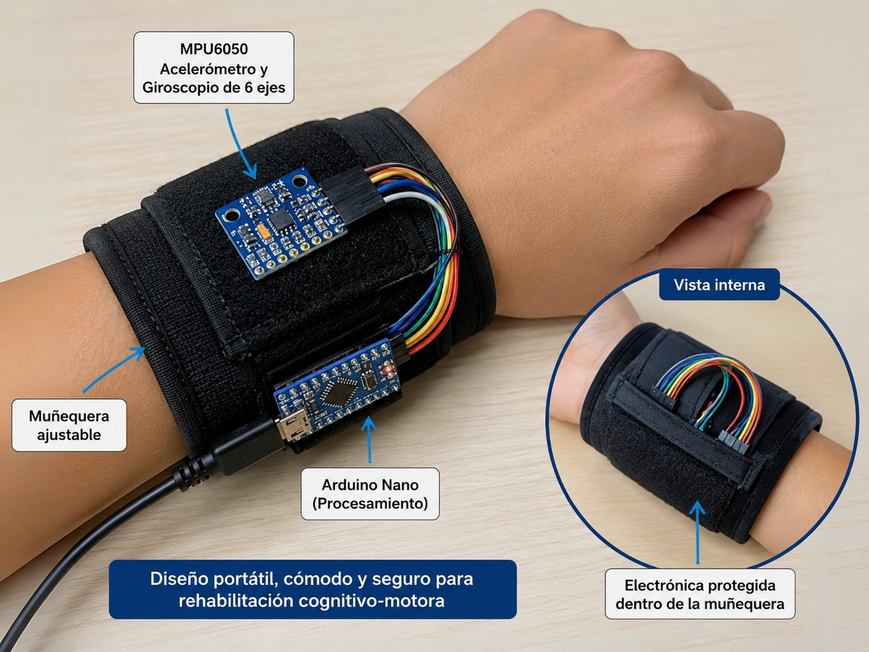 MPU6050
Acelerómetro y
Giroscopio de 6 ejes
Vista interna
Muñequera
ajustable
Arduino Nano
(Procesamiento)
Diseño portátil, cómodo y seguro para
rehabilitación cognitivo-motora
Electrónica protegida
dentro de la muñequera